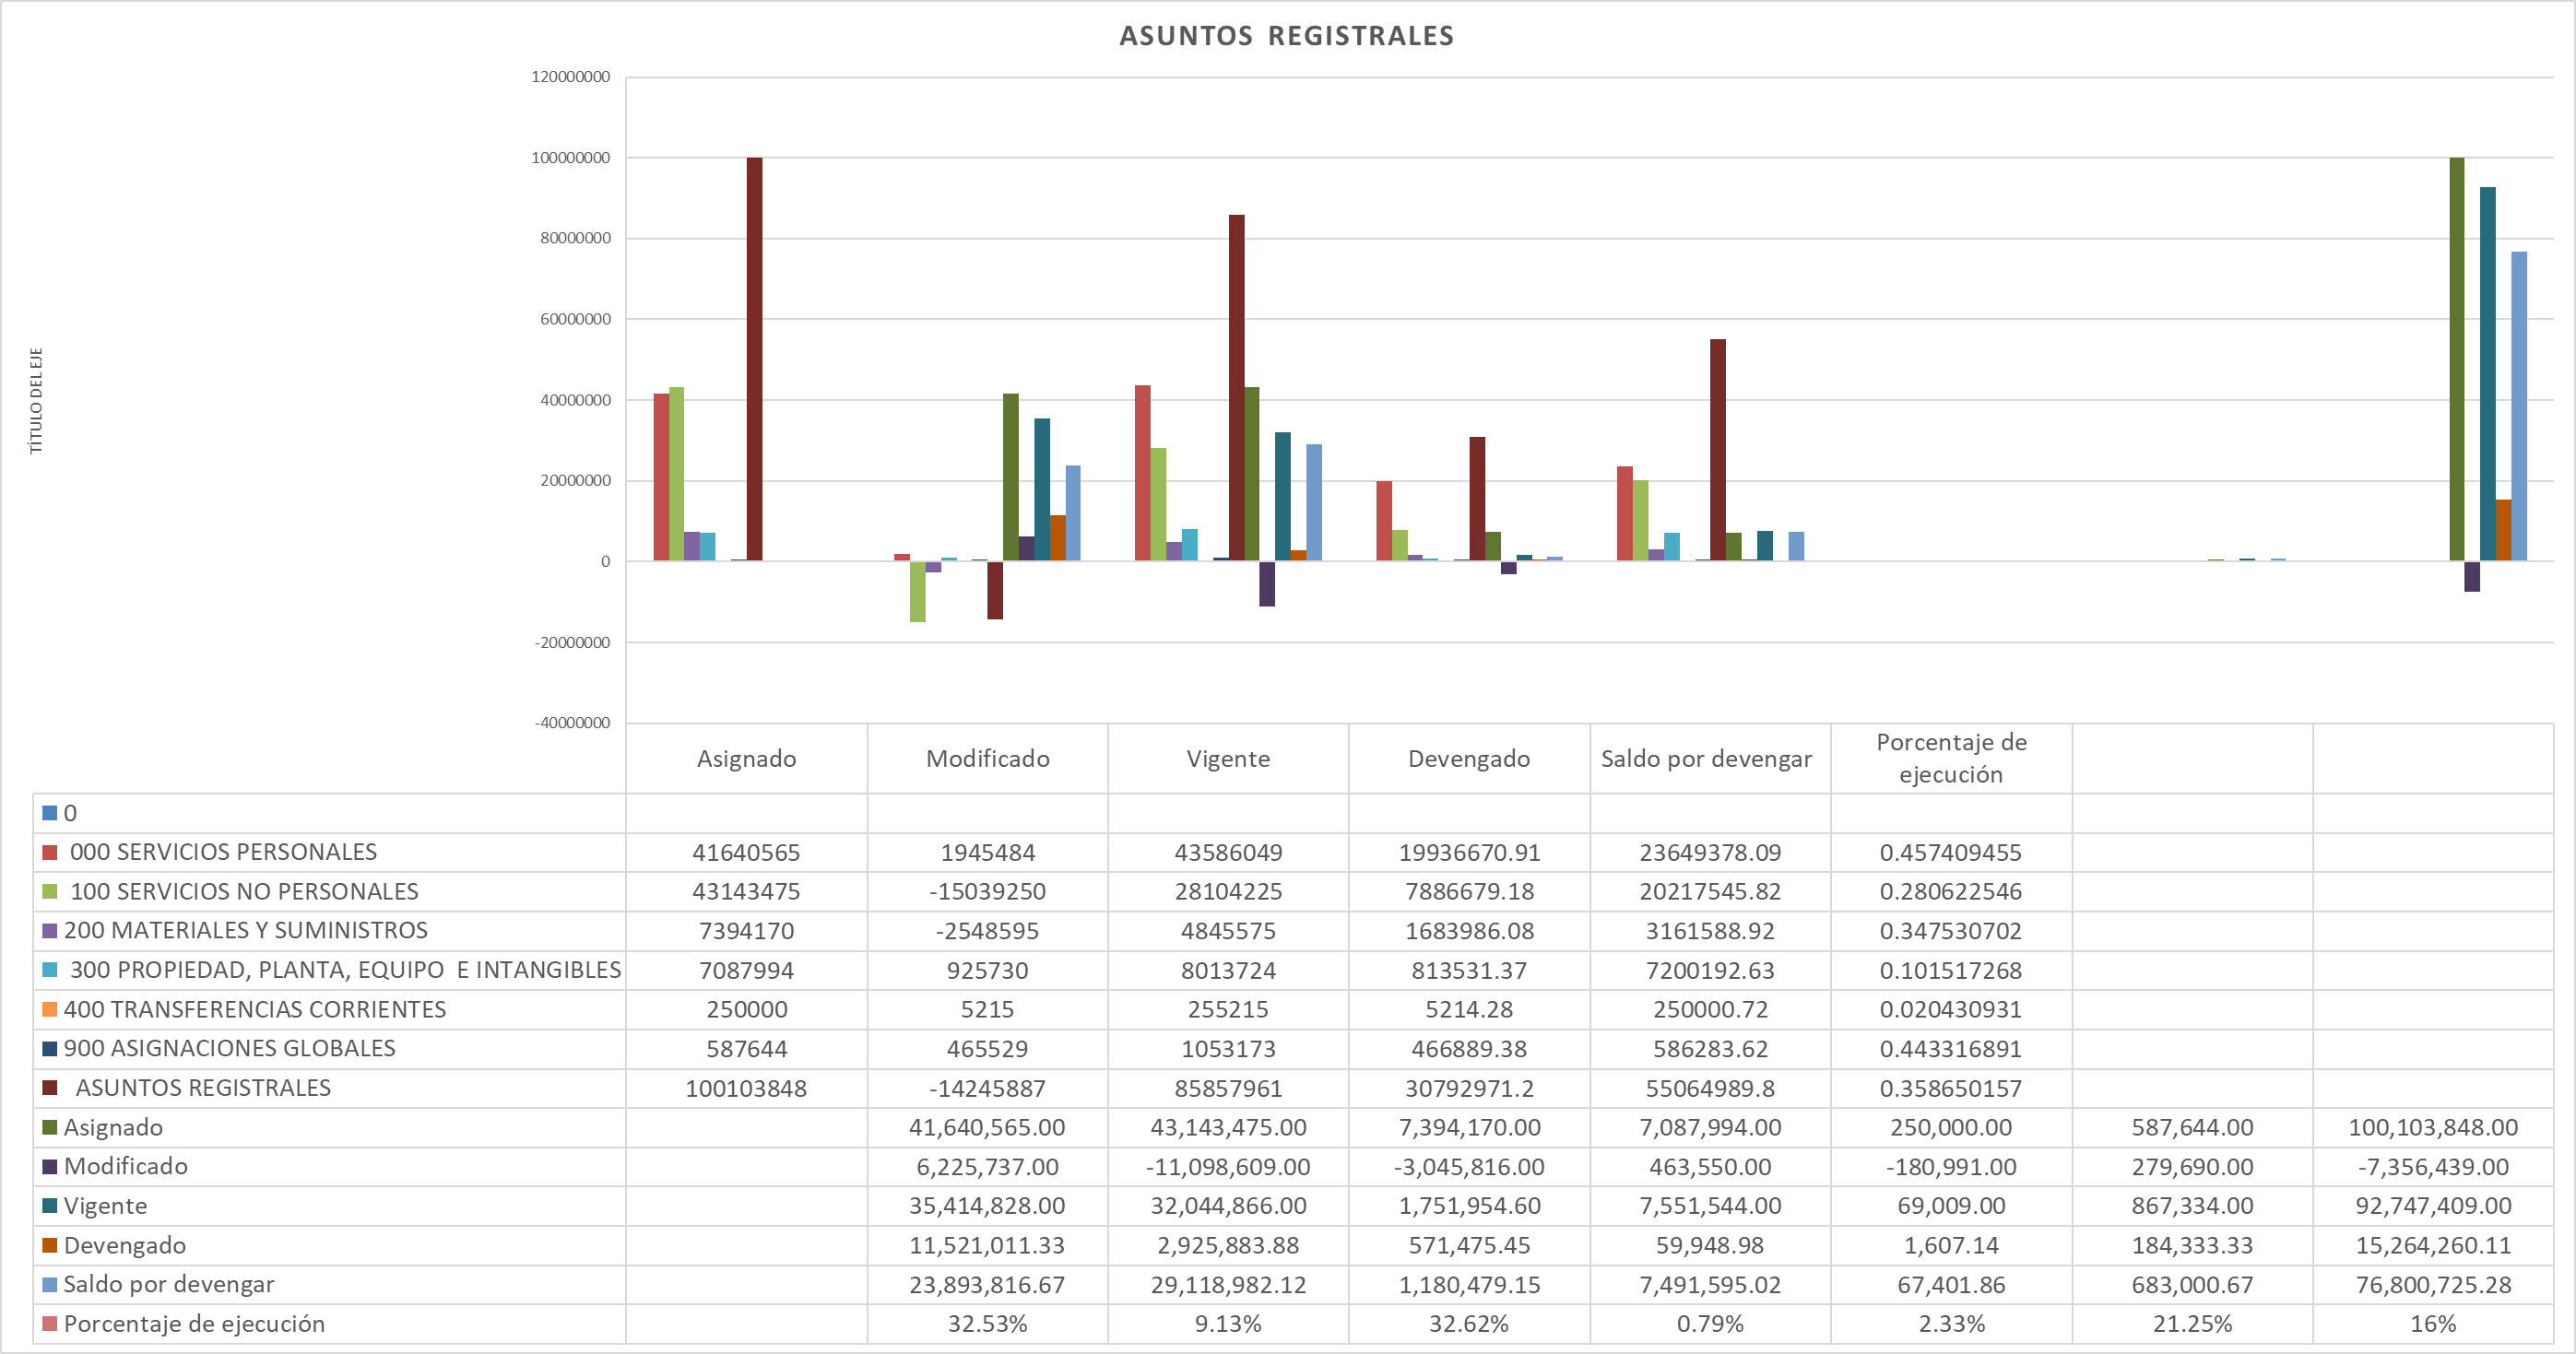 ASUNTOS REGISTRALES
TÍTULO DEL EJE
120000000
100000000
80000000
60000000
40000000
20000000
0
-20000000
-40000000
Asignado Modificado Vigente Devengado Saldo por devengar Porcentaje de ejecución
0
000 SERVICIOS PERSONALES 41640565 1945484 43586049 19936670.91 23649378.09 0.457409455
100 SERVICIOS NO PERSONALES 43143475 -15039250 28104225 7886679.18 20217545.82 0.280622546
200 MATERIALES Y SUMINISTROS 7394170 -2548595 4845575 1683986.08 3161588.92 0.347530702
300 PROPIEDAD, PLANTA, EQUIPO E INTANGIBLES 7087994 925730 8013724 813531.37 7200192.63 0.101517268
400 TRANSFERENCIAS CORRIENTES 250000 5215 255215 5214.28 250000.72 0.020430931
900 ASIGNACIONES GLOBALES 587644 465529 1053173 466889.38 586283.62 0.443316891
ASUNTOS REGISTRALES 100103848 -14245887 85857961 30792971.2 55064989.8 0.358650157
Asignado 41,640,565.00 43,143,475.00 7,394,170.00 7,087,994.00 250,000.00 587,644.00 100,103,848.00
Modificado 6,225,737.00 -11,098,609.00 -3,045,816.00 463,550.00 -180,991.00 279,690.00 -7,356,439.00
Vigente 35,414,828.00 32,044,866.00 1,751,954.60 7,551,544.00 69,009.00 867,334.00 92,747,409.00
Devengado 11,521,011.33 2,925,883.88 571,475.45 59,948.98 1,607.14 184,333.33 15,264,260.11
Saldo por devengar 23,893,816.67 29,118,982.12 1,180,479.15 7,491,595.02 67,401.86 683,000.67 76,800,725.28
Porcentaje de ejecución 32.53% 9.13% 32.62% 0.79% 2.33% 21.25% 16%